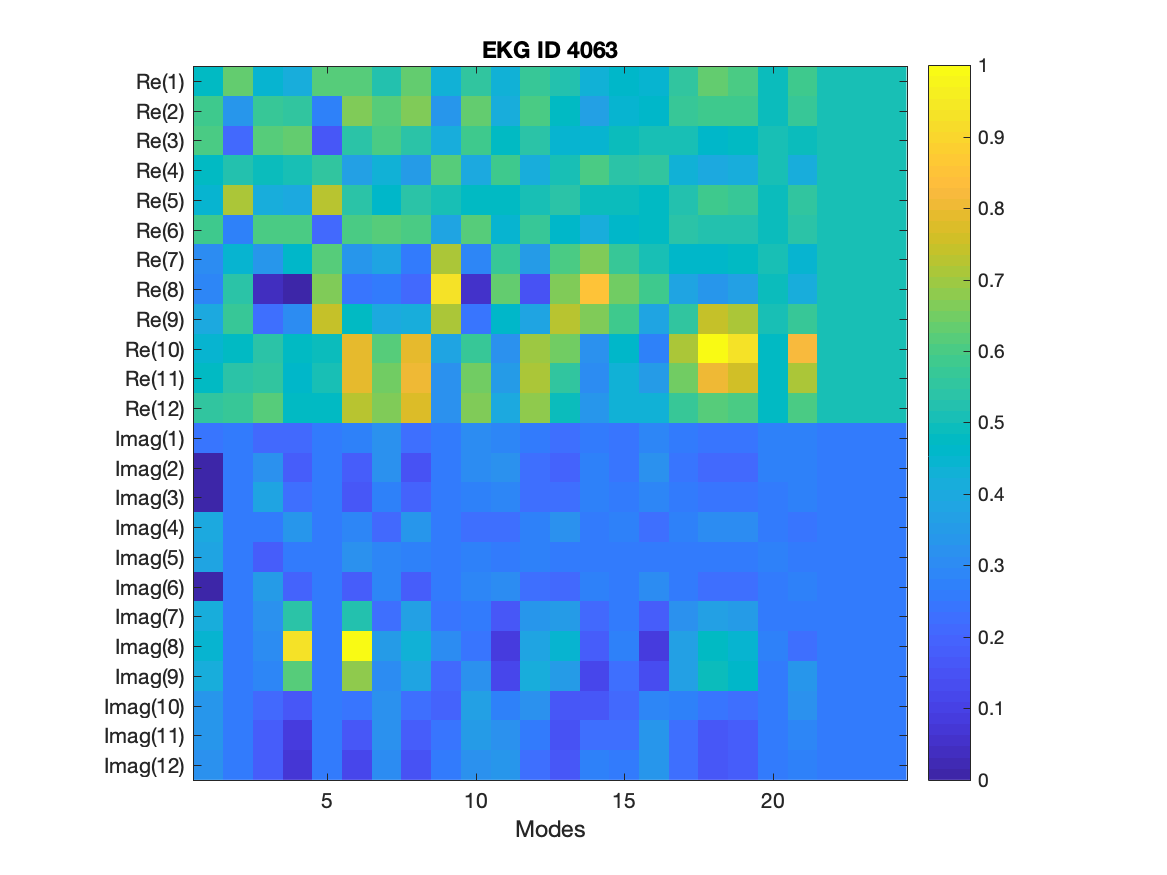 EKG ID 4063
Re(1)
Re(2)
Re(3)
Re(4)
Re(5)
Re(6)
Re(7)
Re(8)
Re(9)
Re(10)
Re(11)
Re(12)
Imag(1)
Imag(2)
Imag(3)
Imag(4)
Imag(5)
Imag(6)
Imag(7)
Imag(8)
Imag(9)
Imag(10)
Imag(11)
Imag(12)
5 10 15 20
Modes
1
0.9
0.8
0.7
0.6
0.5
0.4
0.3
0.2
0.1
0